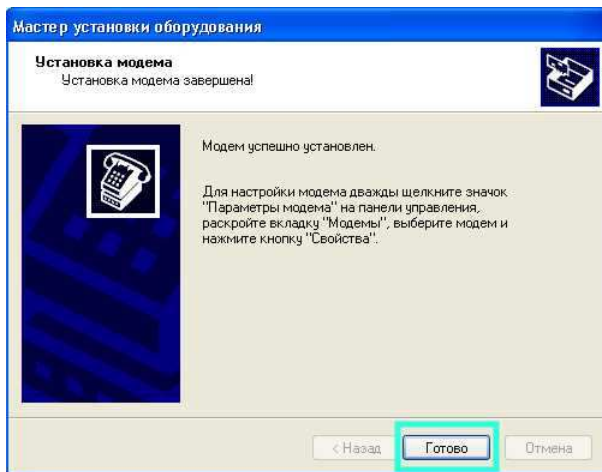 Мастер установки оборудования
Установка модема
Установка модема завершена!
Модем успешно установлен.
Для настройки модема дважды щелкните значок
"Параметры модема" на панели управления,
раскройте вкладку "Модемы", выберите модем и
нажмите кнопку "Свойства".
< Назад
Готово
Отмена